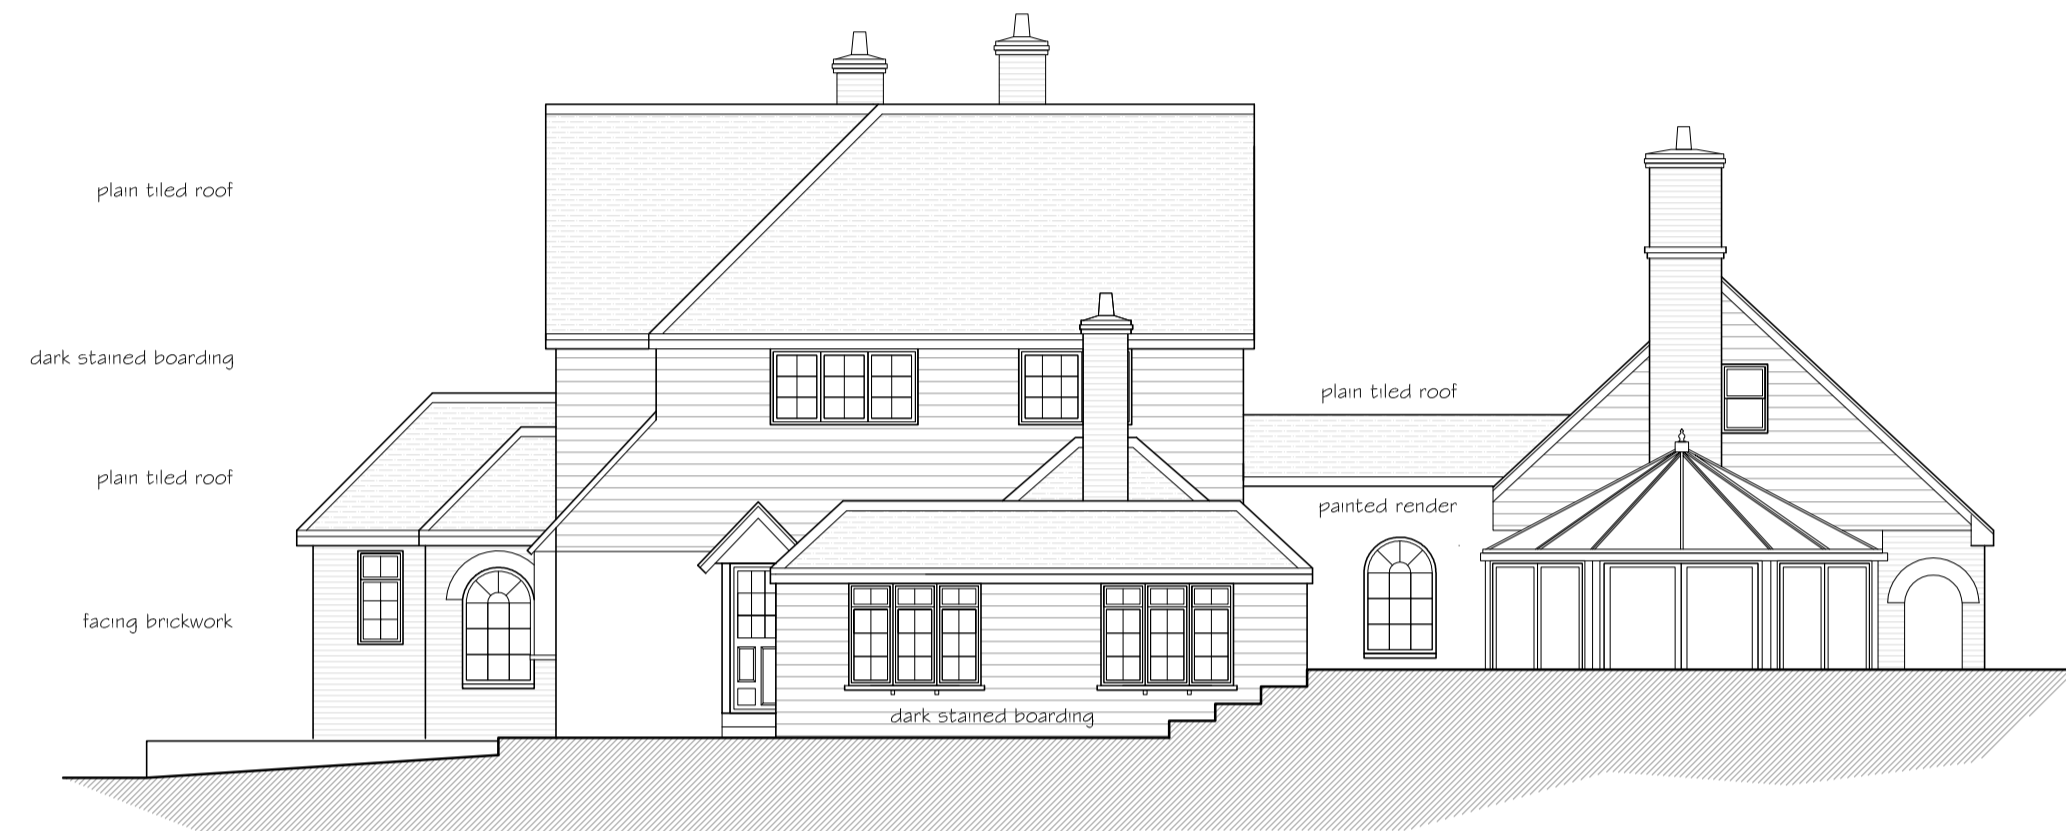 plain tiled roof
dark stained boarding
plain tiled roof
plain tiled roof
painted render
facing brickwork
dark stained boarding